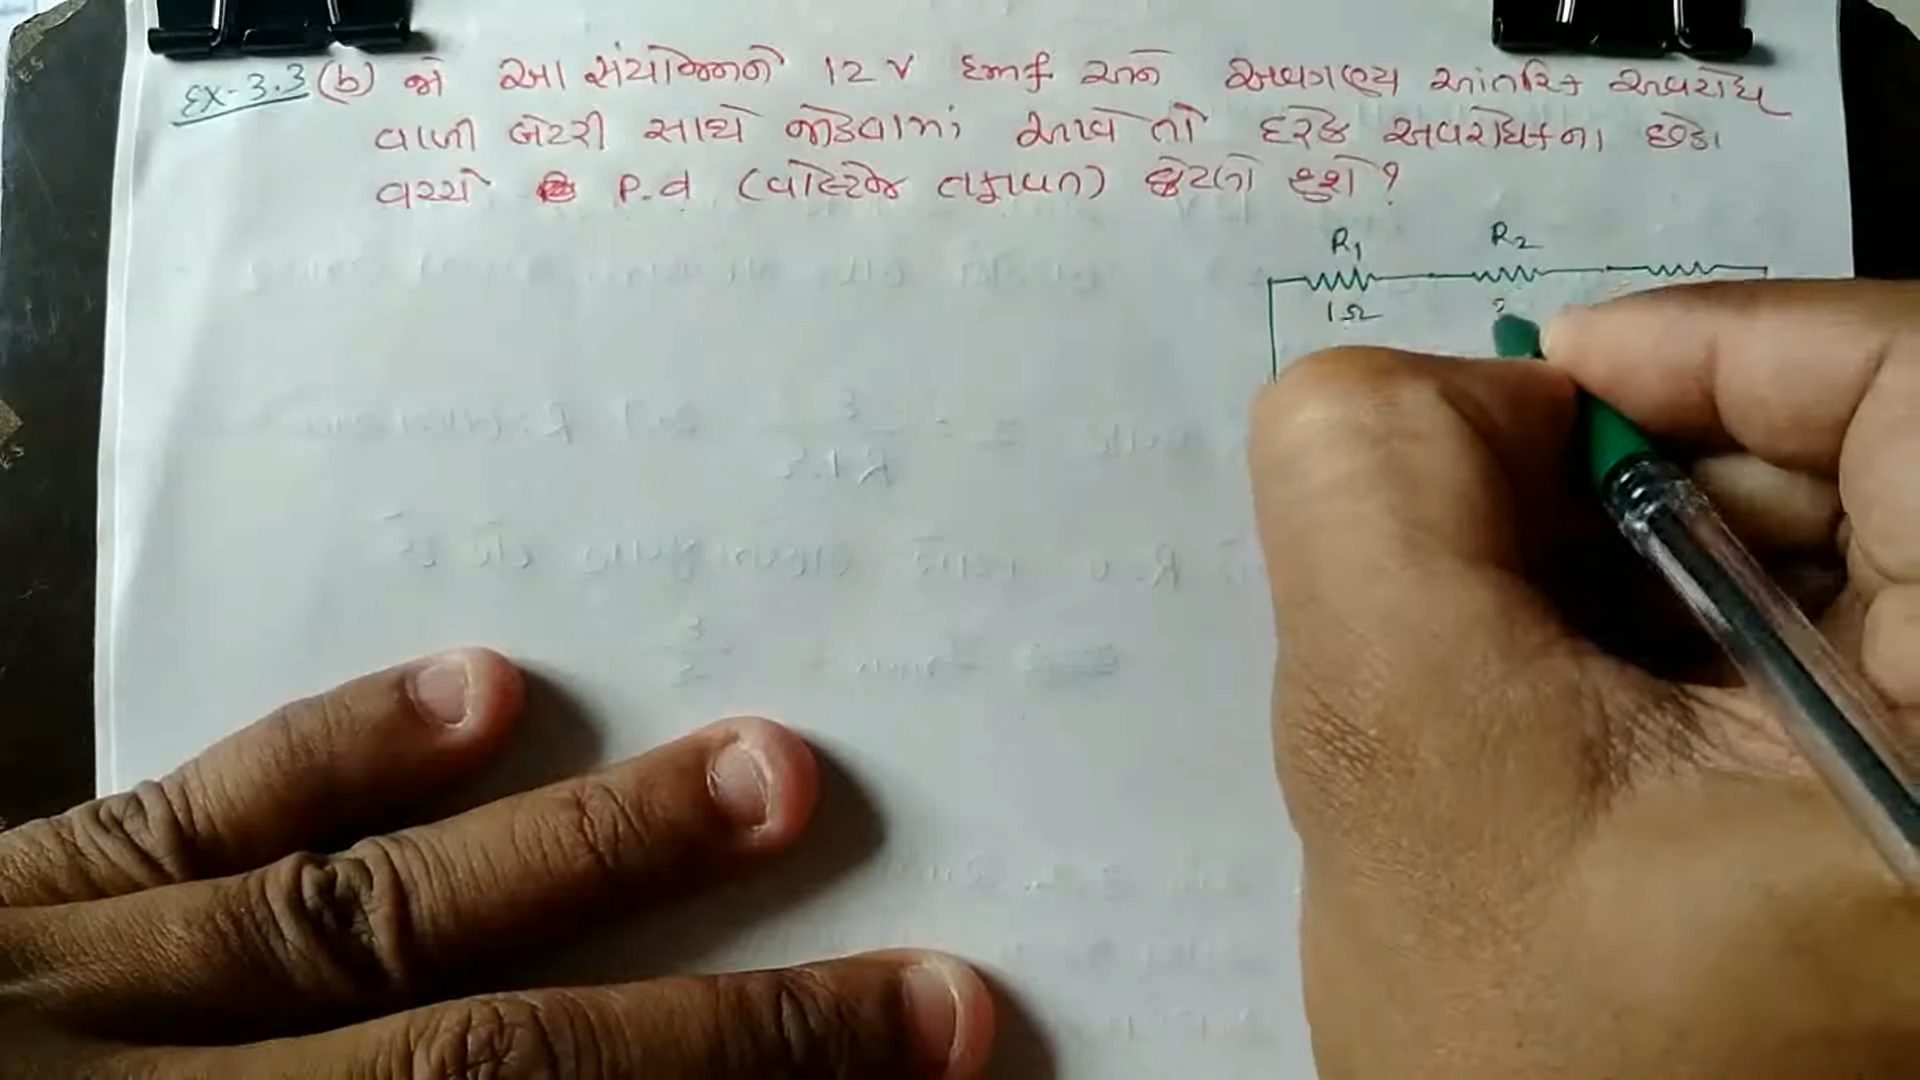 Ex-3.3 (b) જો આ સંયોજનને 12 V emf અને અવગણ્ય આંતરિક અવરોધ
વાળી બેટરી સાથે જોડવામાં આવે તો દરેક અવરોધકના છેડા
વચ્ચે P.d (વોલ્ટેજ તફાવત) કેટલો હશે ?
R₁ R₂
1Ω